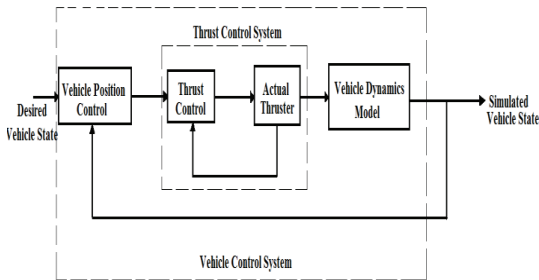 Thrust Control System
Vehicle Position
Control
Thrust
Control
Actual
Thruster
Vehicle Dynamics
Model
Desired
Vehicle State
Simulated
Vehicle State
Vehicle Control System